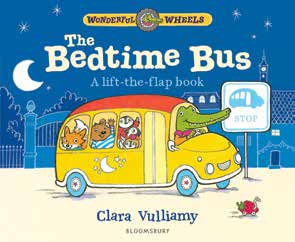 WONDERFUL WHEELS
The
Bedtime Bus
A lift-the-flap book
STOP
Clara Vulliamy
BLOOMSBURY